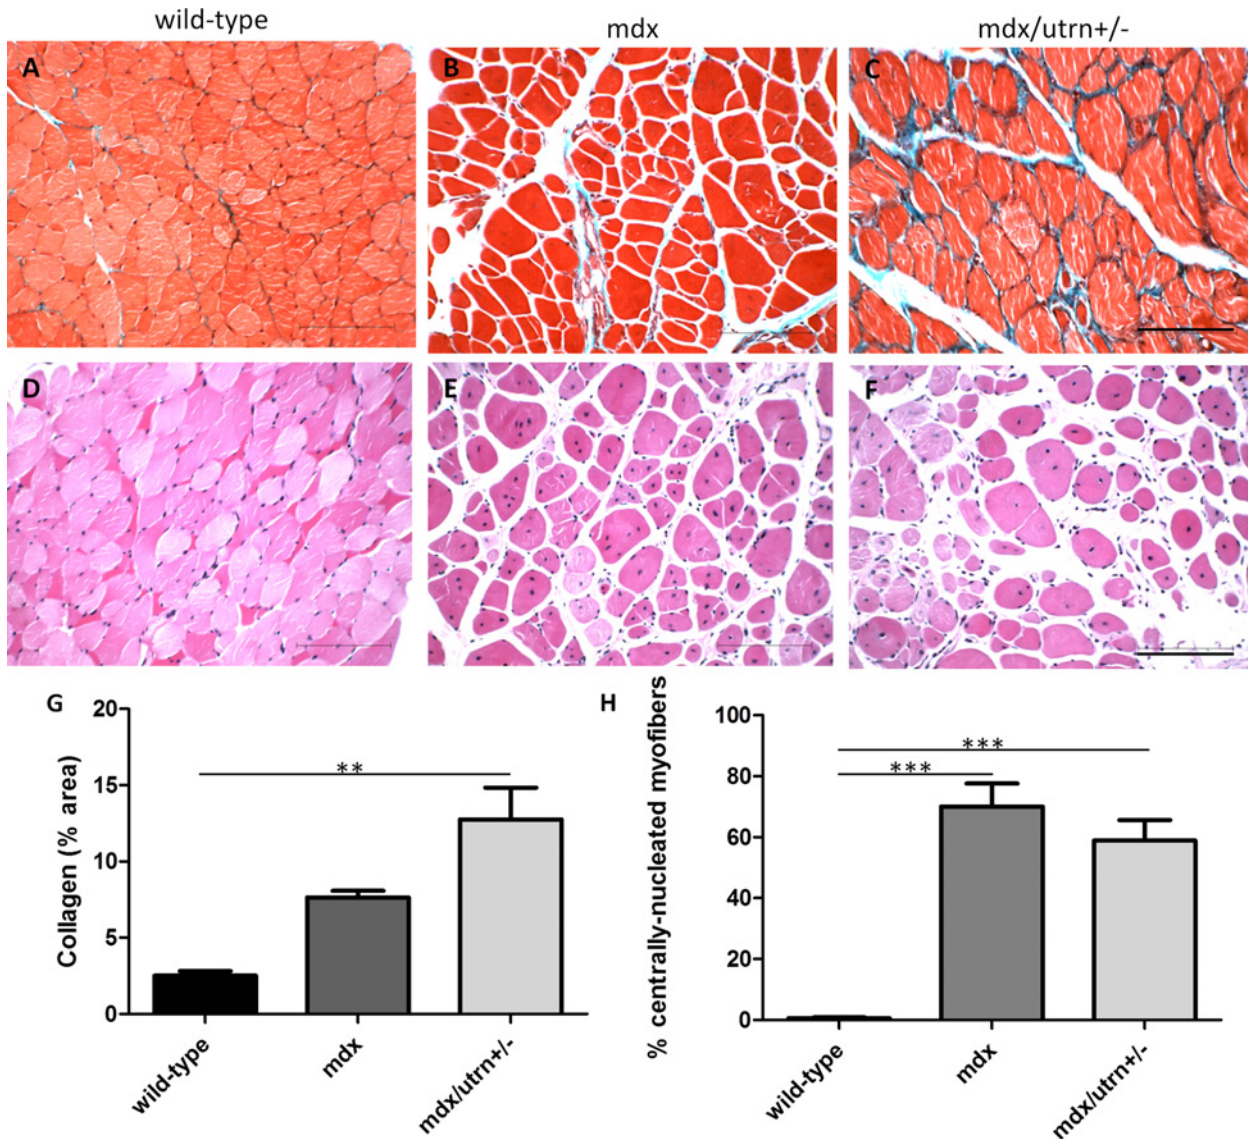 wild-type
mdx
mdx/utrn+/-
A
B
C
D
E
F
G
20
15
10
5
0
Collagen (% area)
**
wild-type
mdx
mdx/utrn+/-
H
100
80
60
40
20
0
% centrally-nucleated myofibers
***
***
wild-type
mdx
mdx/utrn+/-